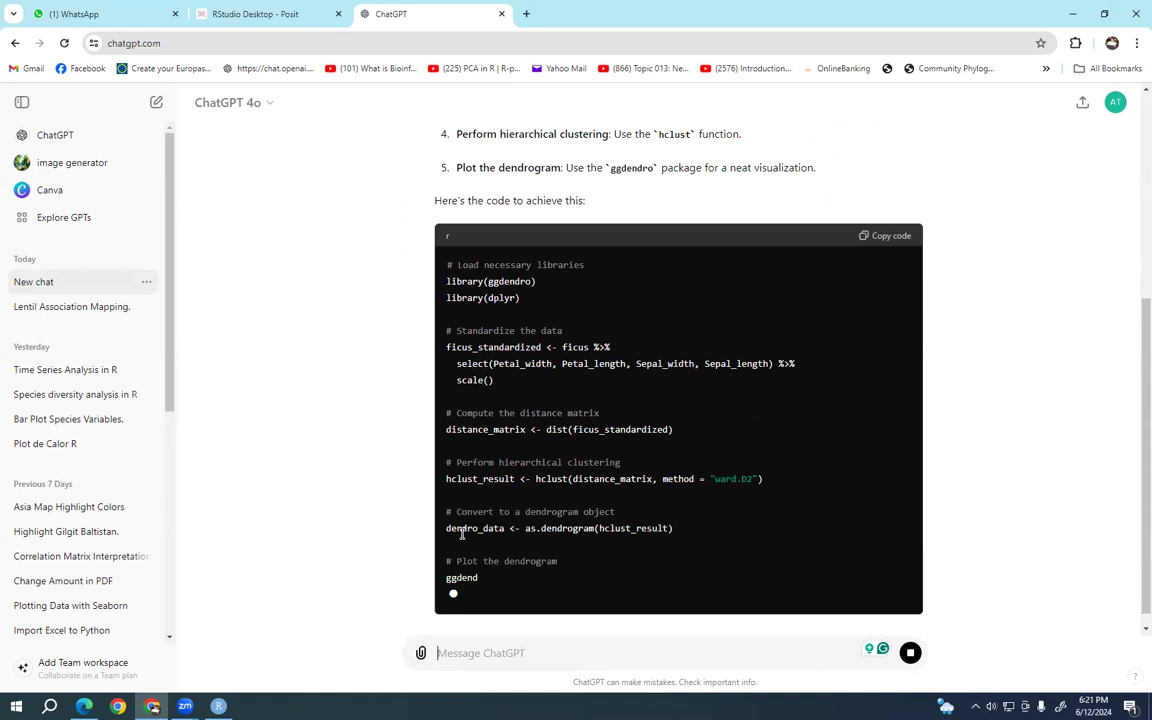 (1) WhatsApp
RStudio Desktop - Posit
ChatGPT
chatgpt.com
Gmail
Facebook
Create your Europas...
https://chat.openai....
(101) What is Bioinf...
(225) PCA in R | R-p...
Yahoo Mail
(866) Topic 013: Ne...
(2576) Introduction...
OnlineBanking
Community Phylog...
All Bookmarks
ChatGPT 4o
AT
ChatGPT
image generator
Canva
Explore GPTs
Today
New chat
Lentil Association Mapping.
Yesterday
Time Series Analysis in R
Species diversity analysis in R
Bar Plot Species Variables.
Plot de Calor R
Previous 7 Days
Asia Map Highlight Colors
Highlight Gilgit Baltistan.
Correlation Matrix Interpretation
Change Amount in PDF
Plotting Data with Seaborn
Import Excel to Python
Add Team workspace
Collaborate on a Team plan
4. Perform hierarchical clustering: Use the `hclust` function.
5. Plot the dendrogram: Use the `ggdendro` package for a neat visualization.
Here's the code to achieve this:
r
Copy code
# Load necessary libraries
library(ggdendro)
library(dplyr)
# Standardize the data
ficus_standardized <- ficus %>%
select(Petal_width, Petal_length, Sepal_width, Sepal_length) %>%
scale()
# Compute the distance matrix
distance_matrix <- dist(ficus_standardized)
# Perform hierarchical clustering
hclust_result <- hclust(distance_matrix, method = "ward.D2")
# Convert to a dendrogram object
dendro_data <- as.dendrogram(hclust_result)
# Plot the dendrogram
ggdend
Message ChatGPT
ChatGPT can make mistakes. Check important info.
?
6:21 PM
6/12/2024